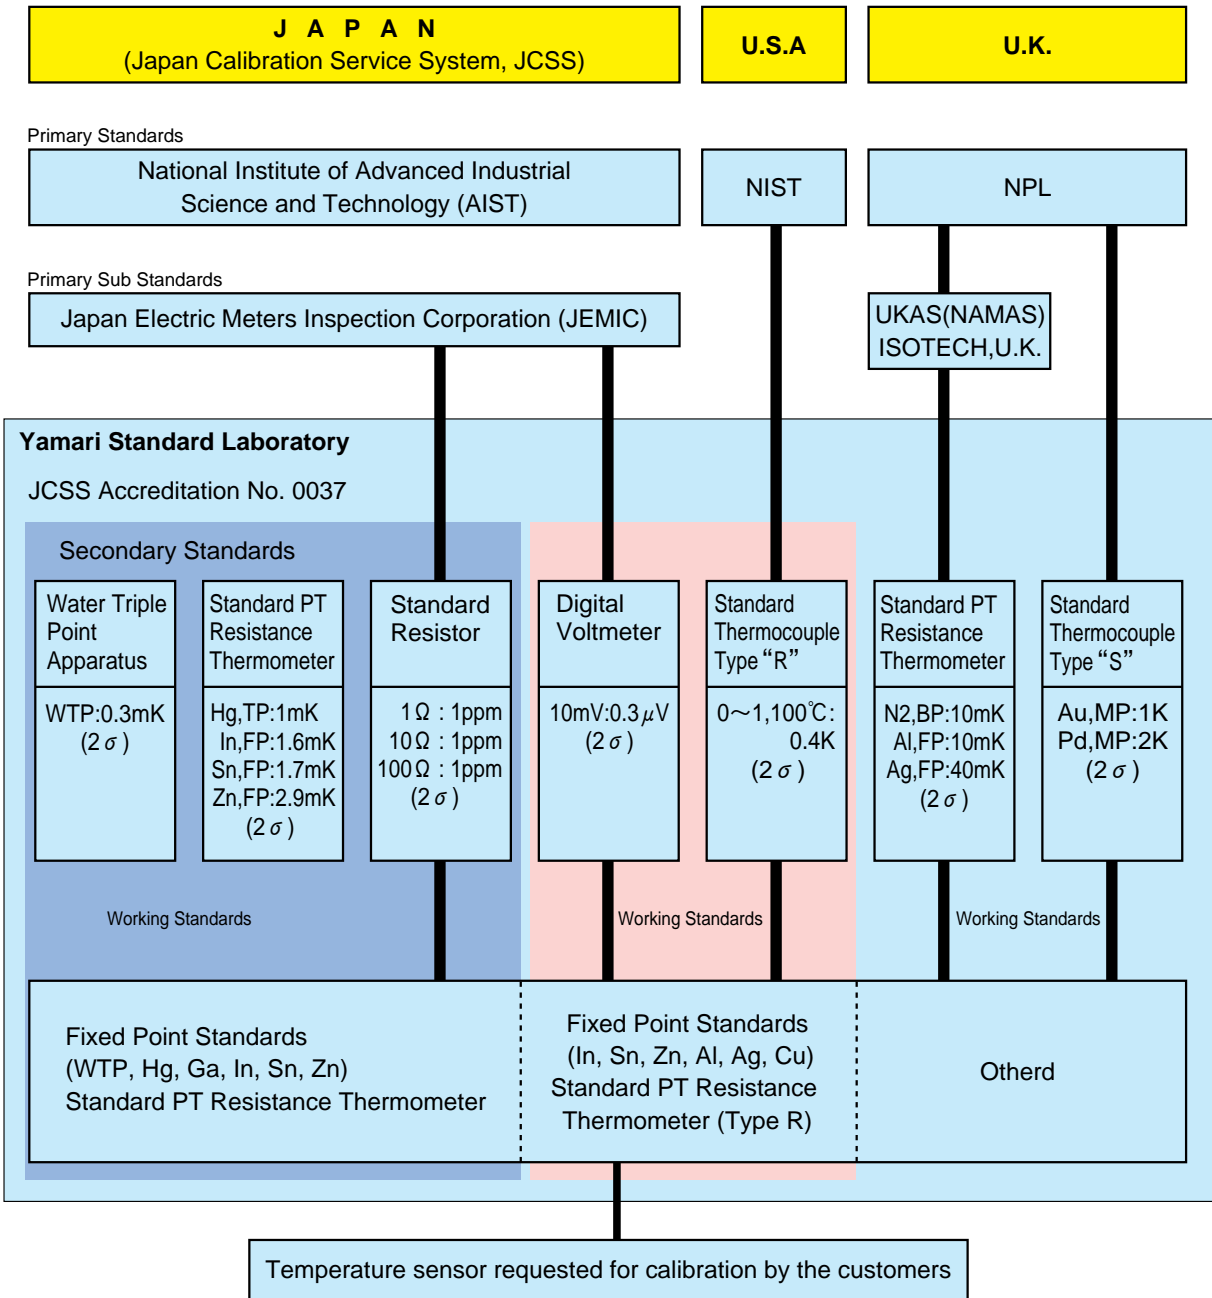 J A P A N
(Japan Calibration Service System, JCSS)
U.S.A
U.K.
Primary Standards
National Institute of Advanced Industrial
Science and Technology (AIST)
NIST
NPL
Primary Sub Standards
Japan Electric Meters Inspection Corporation (JEMIC)
UKAS(NAMAS)
ISOTECH,U.K.
Yamari Standard Laboratory
JCSS Accreditation No. 0037
Secondary Standards
Water Triple
Point
Apparatus
WTP:0.3mK
(2σ)
Standard PT
Resistance
Thermometer
Hg,TP:1mK
In,FP:1.6mK
Sn,FP:1.7mK
Zn,FP:2.9mK
(2σ)
Standard
Resistor
1Ω : 1ppm
10Ω : 1ppm
100Ω : 1ppm
(2σ)
Digital
Voltmeter
10mV:0.3μV
(2σ)
Standard
Thermocouple
Type “R”
0～1,100℃:
0.4K
(2σ)
Standard PT
Resistance
Thermometer
N2,BP:10mK
Al,FP:10mK
Ag,FP:40mK
(2σ)
Standard
Thermocouple
Type “S”
Au,MP:1K
Pd,MP:2K
(2σ)
Working Standards
Working Standards
Working Standards
Fixed Point Standards
(WTP, Hg, Ga, In, Sn, Zn)
Standard PT Resistance Thermometer
Fixed Point Standards
(In, Sn, Zn, Al, Ag, Cu)
Standard PT Resistance
Thermometer (Type R)
Otherd
Temperature sensor requested for calibration by the customers